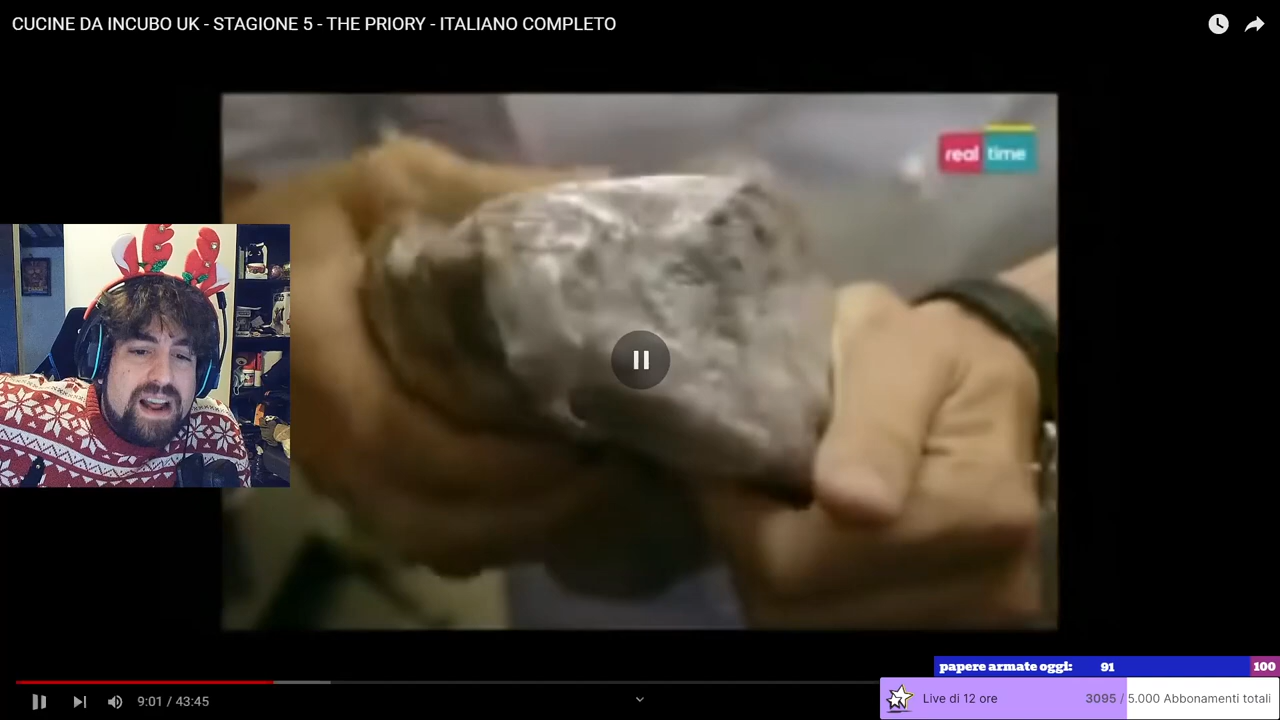 CUCINE DA INCUBO UK - STAGIONE 5 - THE PRIORY - ITALIANO COMPLETO
real time
papere armate oggi: 91 100
Live di 12 ore 3095 / 5.000 Abbonamenti totali
9:01 / 43:45